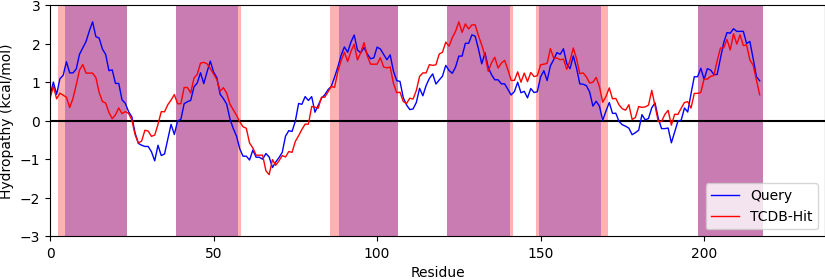 3
2
1
0
−1
−2
−3
Hydropathy (kcal/mol)
0 50 100 150 200
Residue
Query
TCDB-Hit